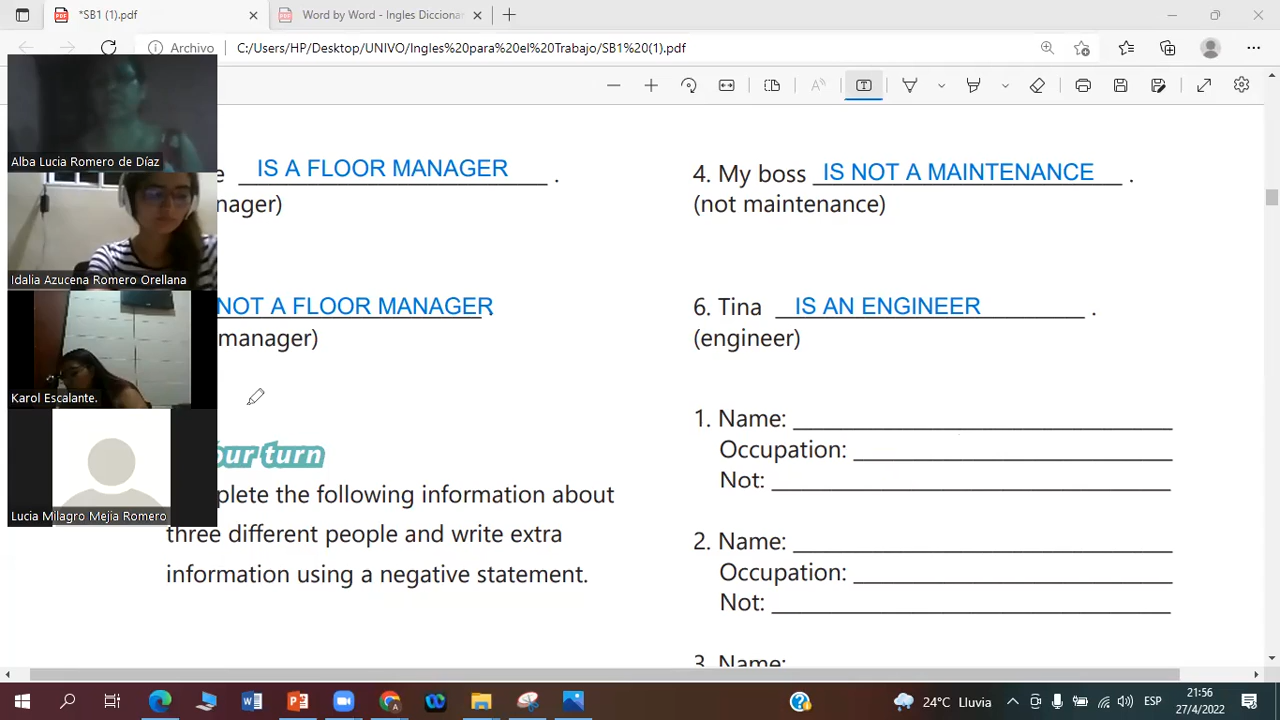 *SB1 (1).pdf
Word by Word - Ingles Dicciona
Archivo
C:/Users/HP/Desktop/UNIVO/Ingles%20para%20el%20Trabajo/SB1%20(1).pdf
Alba Lucia Romero de Díaz
IS A FLOOR MANAGER .
4. My boss IS NOT A MAINTENANCE .
(not maintenance)
Idalia Azucena Romero Orellana
NOT A FLOOR MANAGER .
6. Tina IS AN ENGINEER .
manager)
(engineer)
Karol Escalante.
1. Name:
Occupation:
Not:
our turn
Lucia Milagro Mejia Romero
plete the following information about
three different people and write extra
information using a negative statement.
2. Name:
Occupation:
Not:
3. Name:
24°C Lluvia
ESP
21:56
27/4/2022